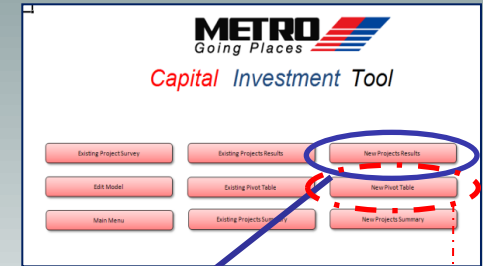 METRO
Going Places
Capital Investment Tool
Existing Project Survey
Existing Projects Results
New Projects Results
Edit Model
Existing Pivot Table
New Pivot Table
Main Menu
Existing Projects Summary
New Projects Summary